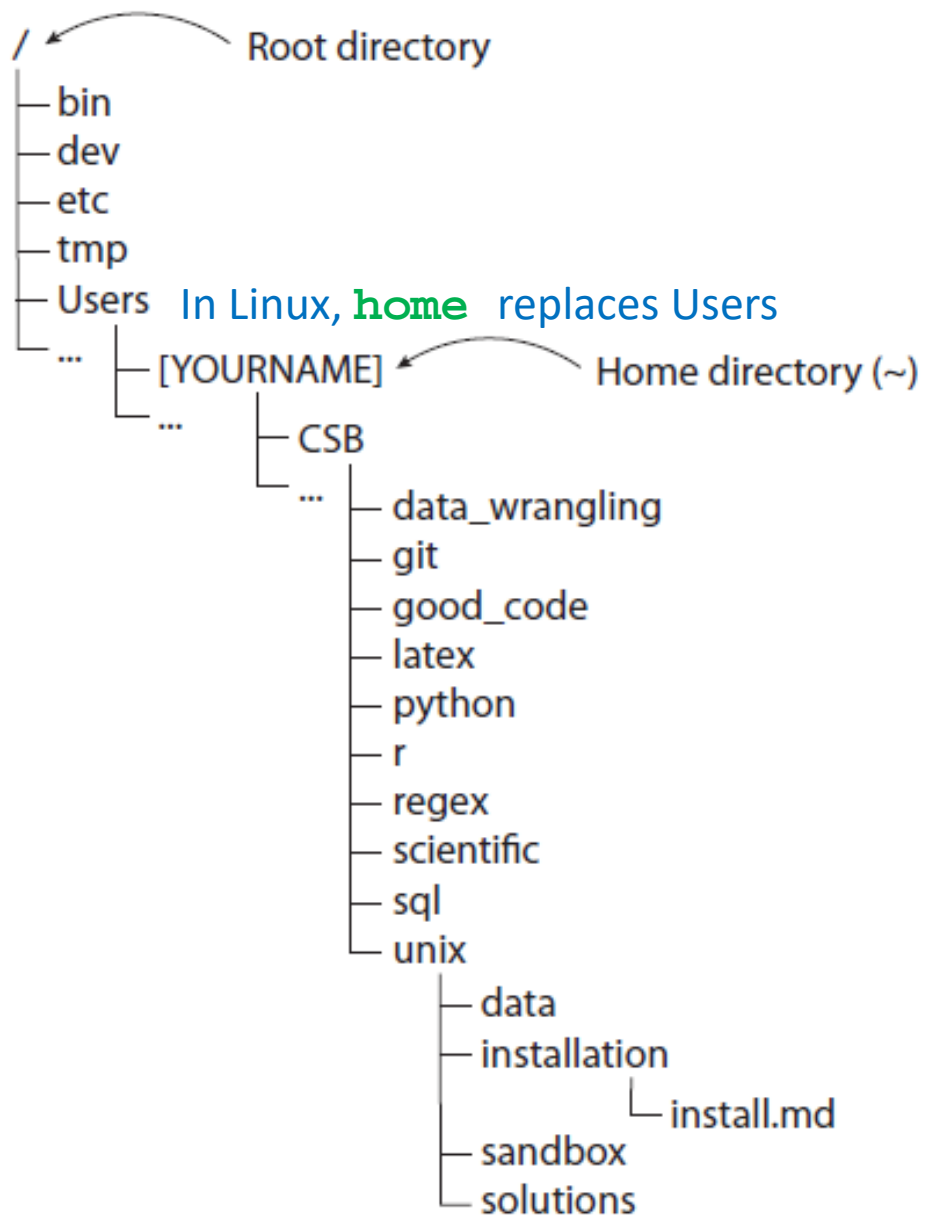 / Root directory
bin
dev
etc
tmp
Users In Linux, home replaces Users
...
[YOURNAME] Home directory (~)
...
CSB
...
data_wrangling
git
good_code
latex
python
r
regex
scientific
sql
unix
data
installation
install.md
sandbox
solutions